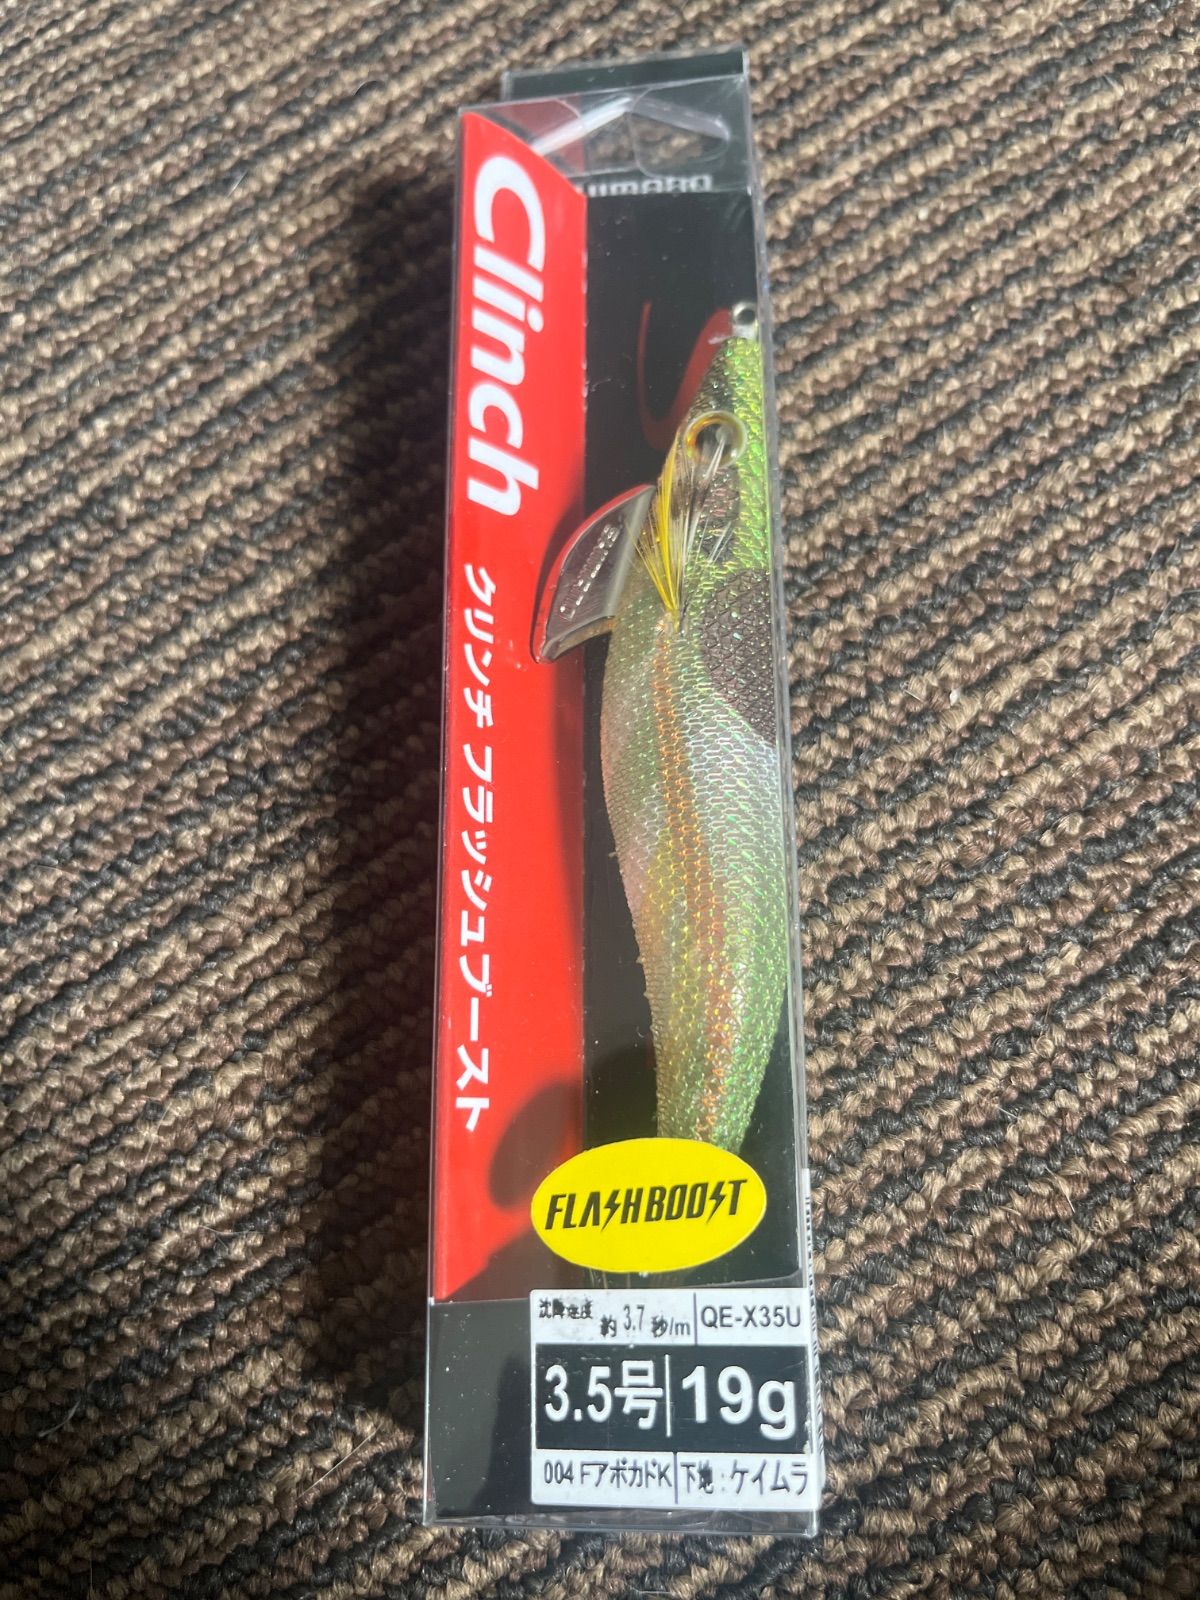 SHIMANO
Clinch
クリンチ フラッシュブースト
FLASHBOOST
沈降速度 約3.7秒/m QE-X35U
3.5号 19g
004 FアボカドK 下地：ケイムラ